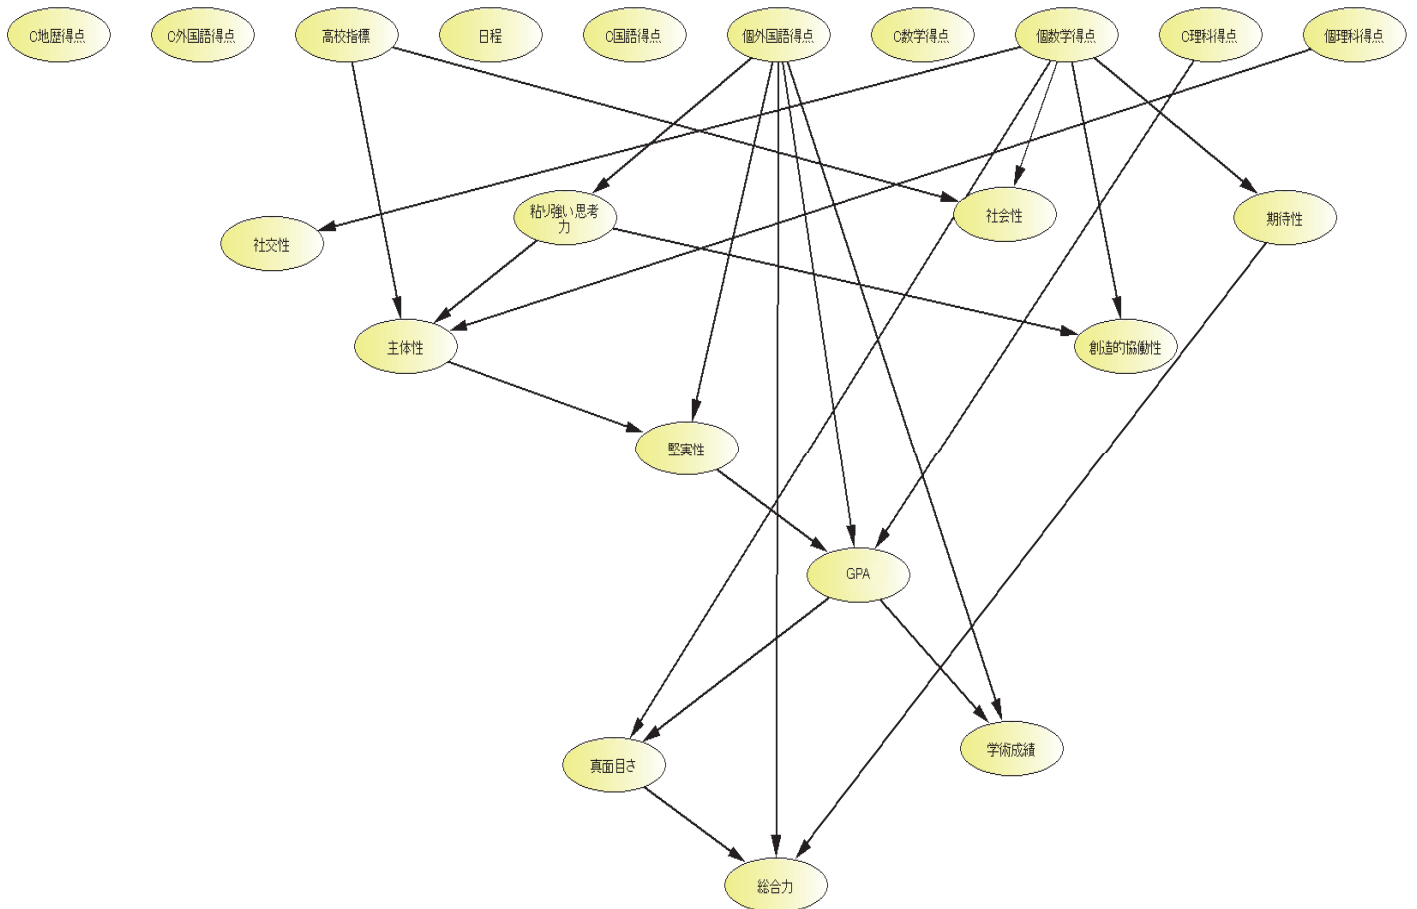 C地歴得点
C外国語得点
高校指標
日程
C国語得点
個外国語得点
C数学得点
個数学得点
C理科得点
個理科得点
粘り強い思考
力
社会性
期待性
社交性
主体性
創造的協働性
堅実性
GPA
学術成績
真面目さ
総合力